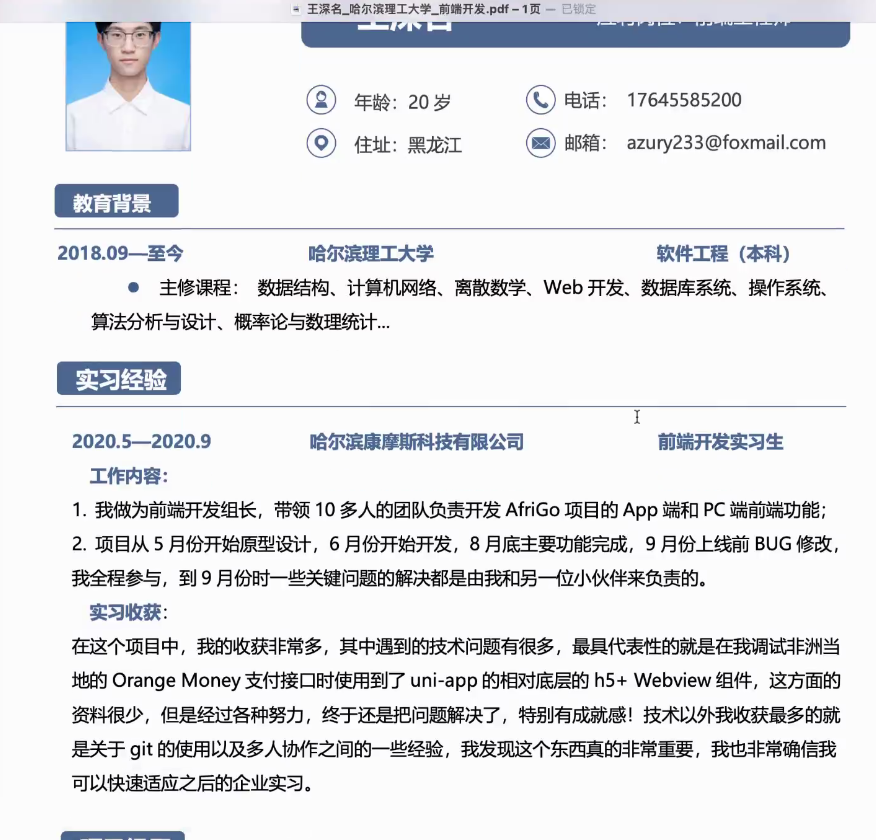 王深名_哈尔滨理工大学_前端开发.pdf – 1页 — 已锁定
王深名
年龄：20 岁
电话： 17645585200
住址：黑龙江
邮箱： azury233@foxmail.com
教育背景
2018.09—至今 哈尔滨理工大学 软件工程（本科）
● 主修课程： 数据结构、计算机网络、离散数学、Web 开发、数据库系统、操作系统、
算法分析与设计、概率论与数理统计...
实习经验
2020.5—2020.9 哈尔滨康摩斯科技有限公司 前端开发实习生
工作内容：
1. 我做为前端开发组长，带领 10 多人的团队负责开发 AfriGo 项目的 App 端和 PC 端前端功能；
2. 项目从 5 月份开始原型设计，6 月份开始开发，8 月底主要功能完成，9 月份上线前 BUG 修改，
我全程参与，到 9 月份时一些关键问题的解决都是由我和另一位小伙伴来负责的。
实习收获：
在这个项目中，我的收获非常多，其中遇到的技术问题有很多，最具代表性的就是在我调试非洲当
地的 Orange Money 支付接口时使用到了 uni-app 的相对底层的 h5+ Webview 组件，这方面的
资料很少，但是经过各种努力，终于还是把问题解决了，特别有成就感！技术以外我收获最多的就
是关于 git 的使用以及多人协作之间的一些经验，我发现这个东西真的非常重要，我也非常确信我
可以快速适应之后的企业实习。